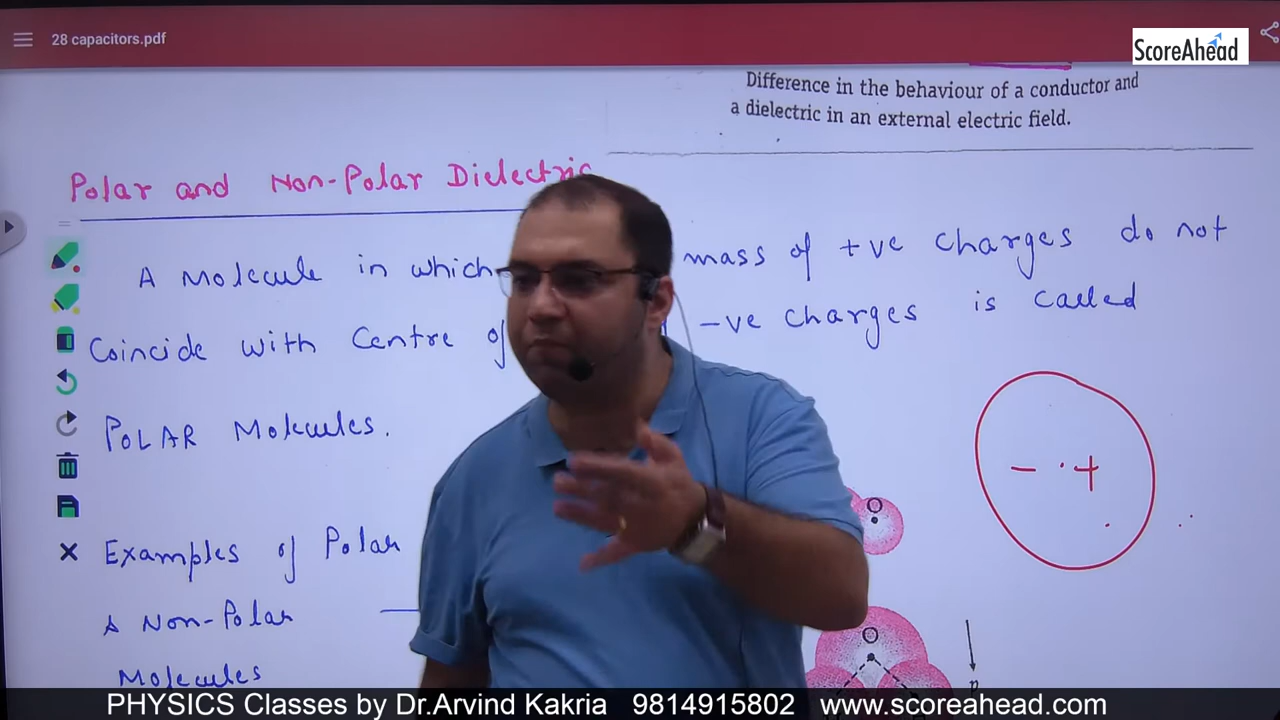 28 capacitors.pdf
ScoreAhead
Difference in the behaviour of a conductor and
a dielectric in an external electric field.
Polar and Non-Polar Dielectric
A Molecule in which mass of +ve charges do not
Coincide with Centre of -ve charges is called
POLAR Molecules.
- +
Examples of Polar
& Non-Polar
Molecules
O
O
PHYSICS Classes by Dr.Arvind Kakria 9814915802 www.scoreahead.com